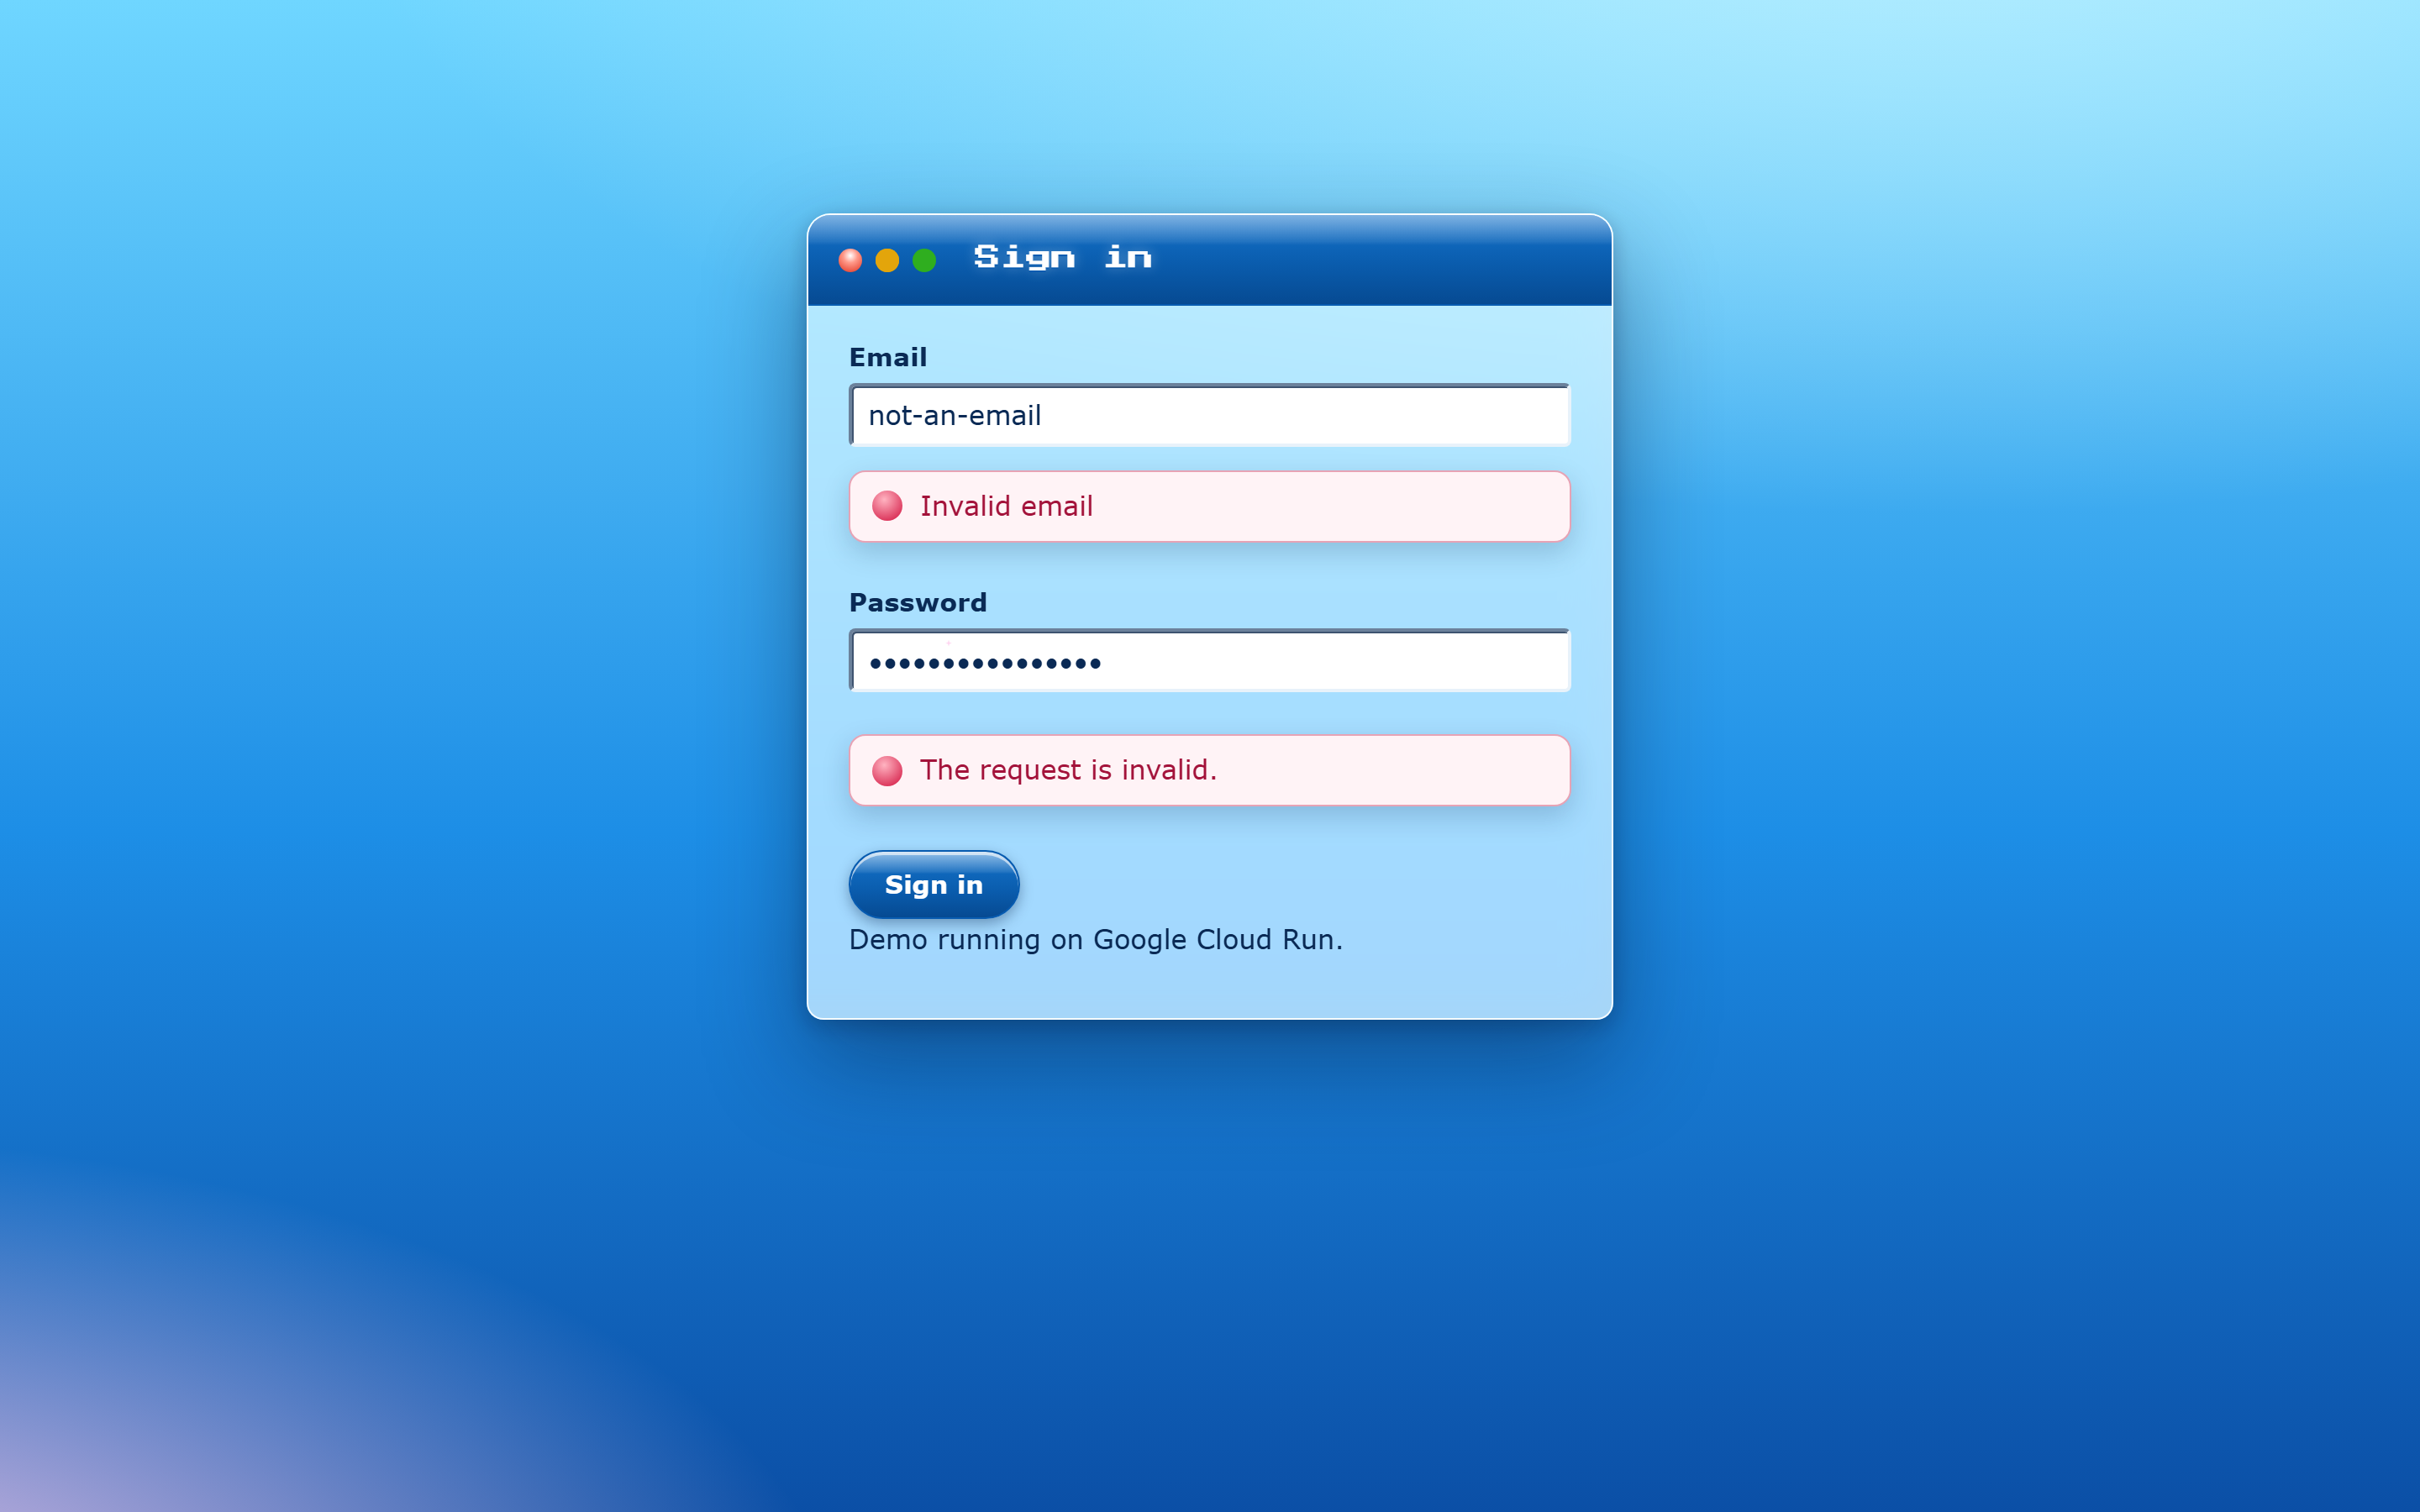 Sign in
Email
not-an-email
Invalid email
Password
••••••••••••••••
The request is invalid.
Sign in
Demo running on Google Cloud Run.